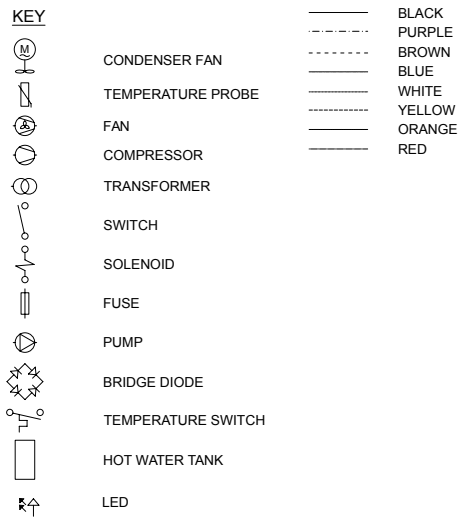 KEY
M
CONDENSER FAN
TEMPERATURE PROBE
FAN
COMPRESSOR
TRANSFORMER
SWITCH
SOLENOID
FUSE
PUMP
BRIDGE DIODE
TEMPERATURE SWITCH
HOT WATER TANK
LED
BLACK
PURPLE
BROWN
BLUE
WHITE
YELLOW
ORANGE
RED